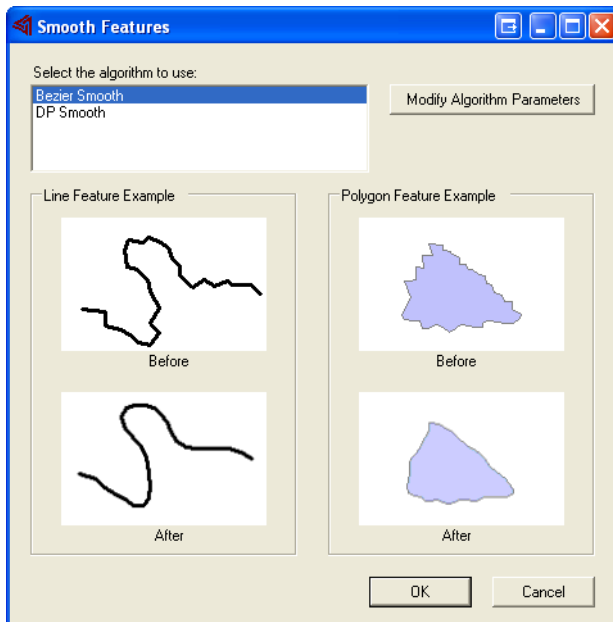 Smooth Features
Select the algorithm to use:
Bezier Smooth
DP Smooth
Modify Algorithm Parameters
Line Feature Example
Before
After
Polygon Feature Example
Before
After
OK
Cancel